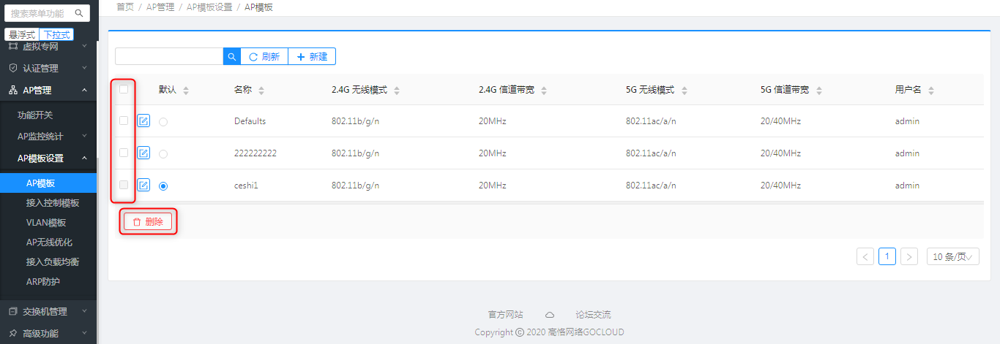 搜索菜单功能
悬浮式 下拉式
虚拟专网
认证管理
AP管理
功能开关
AP监控统计
AP模板设置
AP模板
接入控制模板
VLAN模板
AP无线优化
接入负载均衡
ARP防护
交换机管理
高级功能
首页 / AP管理 / AP模板设置 / AP模板
刷新 新建
默认 名称 2.4G 无线模式 2.4G 信道带宽 5G 无线模式 5G 信道带宽 用户名
Defaults 802.11b/g/n 20MHz 802.11ac/a/n 20/40MHz admin
222222222 802.11b/g/n 20MHz 802.11ac/a/n 20/40MHz admin
ceshi1 802.11b/g/n 20MHz 802.11ac/a/n 20/40MHz admin
删除
< 1 > 10 条/页
官方网站 论坛交流
Copyright © 2020 高恪网络GOCLOUD